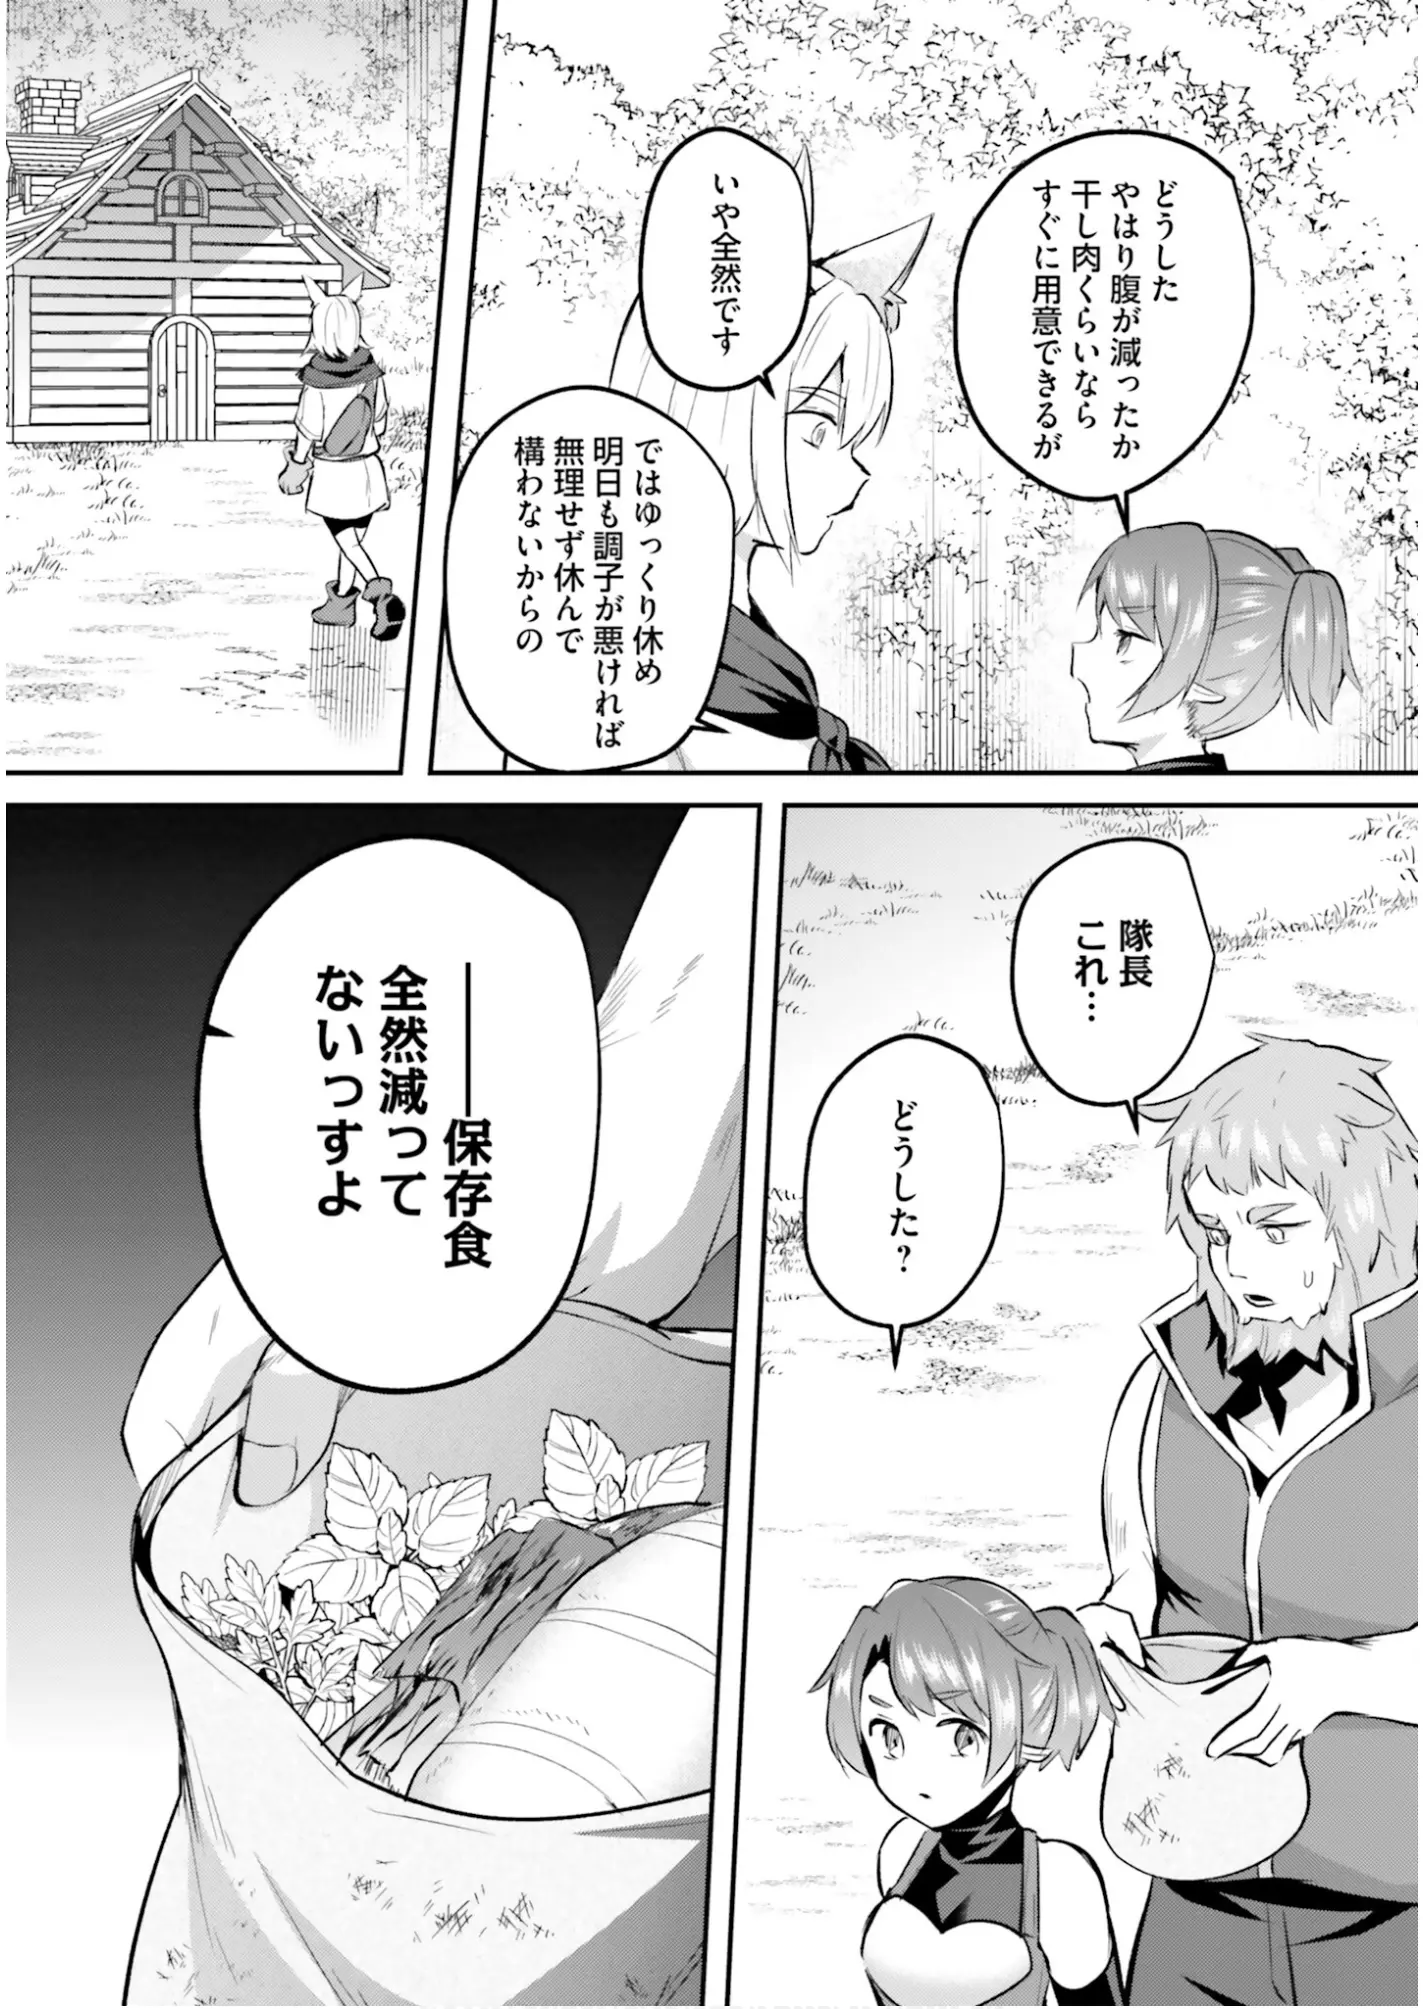 どうした
やはり腹が減ったか
干し肉くらいなら
すぐに用意できるが
いや全然です
ではゆっくり休め
明日も調子が悪ければ
無理せず休んで
構わないからの
隊長
これ…
どうした？
――保存食
全然減って
ないっすよ